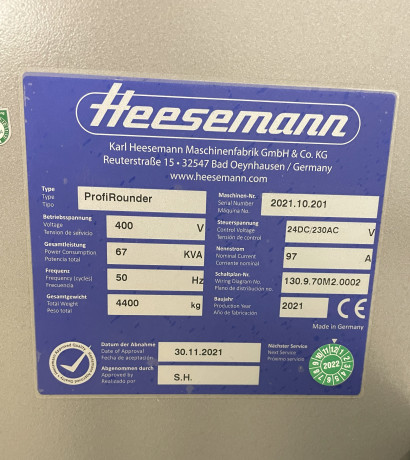 Heesemann
Karl Heesemann Maschinenfabrik GmbH & Co. KG
Reuterstraße 15 • 32547 Bad Oeynhausen / Germany
www.heesemann.com
Type
Type
Tipo
ProfiRounder
Maschinen-Nr.
Serial Number
Máquina No.
2021.10.201
Betriebsspannung
Voltage
Tensión de servicio
400 V
Steuerspannung
Control Voltage
Tensión de control
24DC/230AC V
Gesamtleistung
Power Consumption
Potencia total
67 KVA
Nennstrom
Nominal Current
Corriente nominal
97 A
Frequenz
Frequency (cycles)
Frecuencia
50 Hz
Schaltplan-Nr.
Wiring Diagram No.
Plano de distribución no.
130.9.70M2.0002
Gesamtgewicht
Total Weight
Peso total
4400 kg
Baujahr
Production Year
Año de fabricación
2021
CE
Made in Germany
Datum der Abnahme
Date of Approval
Fecha de aceptación
30.11.2021
Abgenommen durch
Approved by
Revisado por
S.H.
Nächster Service
Next Service
Próximo servicio
2022